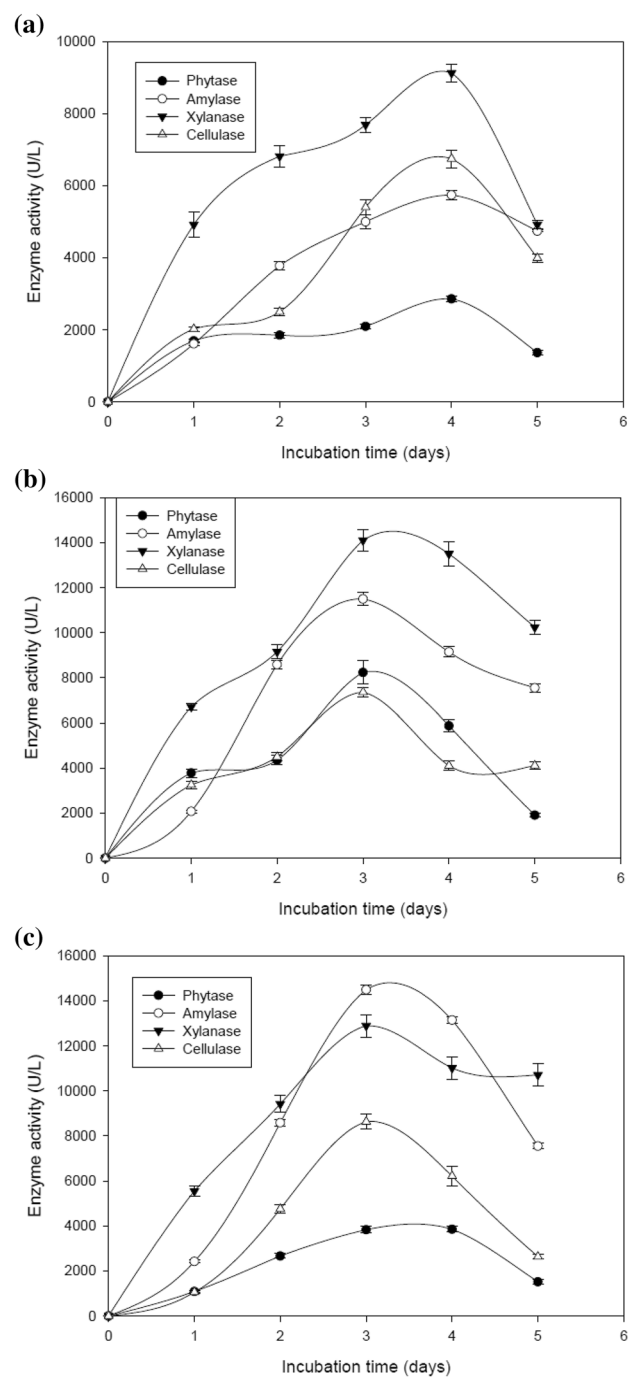 (a)
10000
8000
6000
4000
2000
0
Enzyme activity (U/L)
Phytase
Amylase
Xylanase
Cellulase
0 1 2 3 4 5 6
Incubation time (days)
(b)
16000
14000
12000
10000
8000
6000
4000
2000
0
Enzyme activity (U/L)
Phytase
Amylase
Xylanase
Cellulase
0 1 2 3 4 5 6
Incubation time (days)
(c)
16000
14000
12000
10000
8000
6000
4000
2000
0
Enzyme activity (U/L)
Phytase
Amylase
Xylanase
Cellulase
0 1 2 3 4 5 6
Incubation time (days)